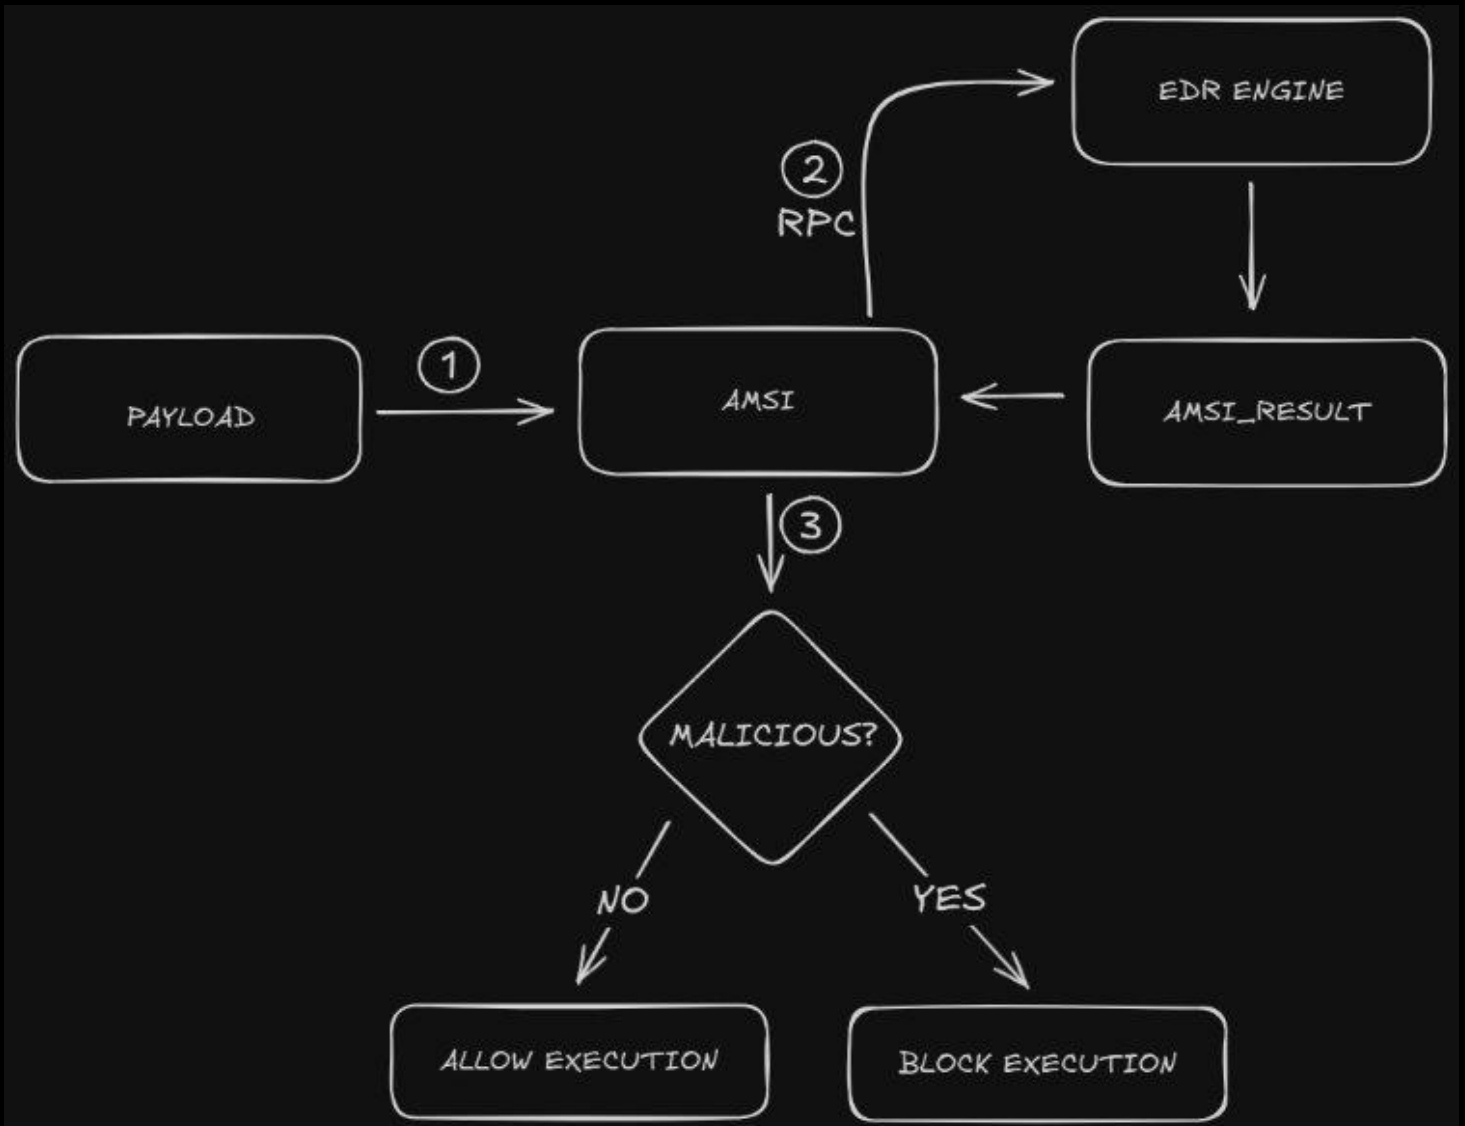 EDR ENGINE
2
RPC
1
PAYLOAD
AMSI
AMSI_RESULT
3
MALICIOUS?
NO
YES
ALLOW EXECUTION
BLOCK EXECUTION